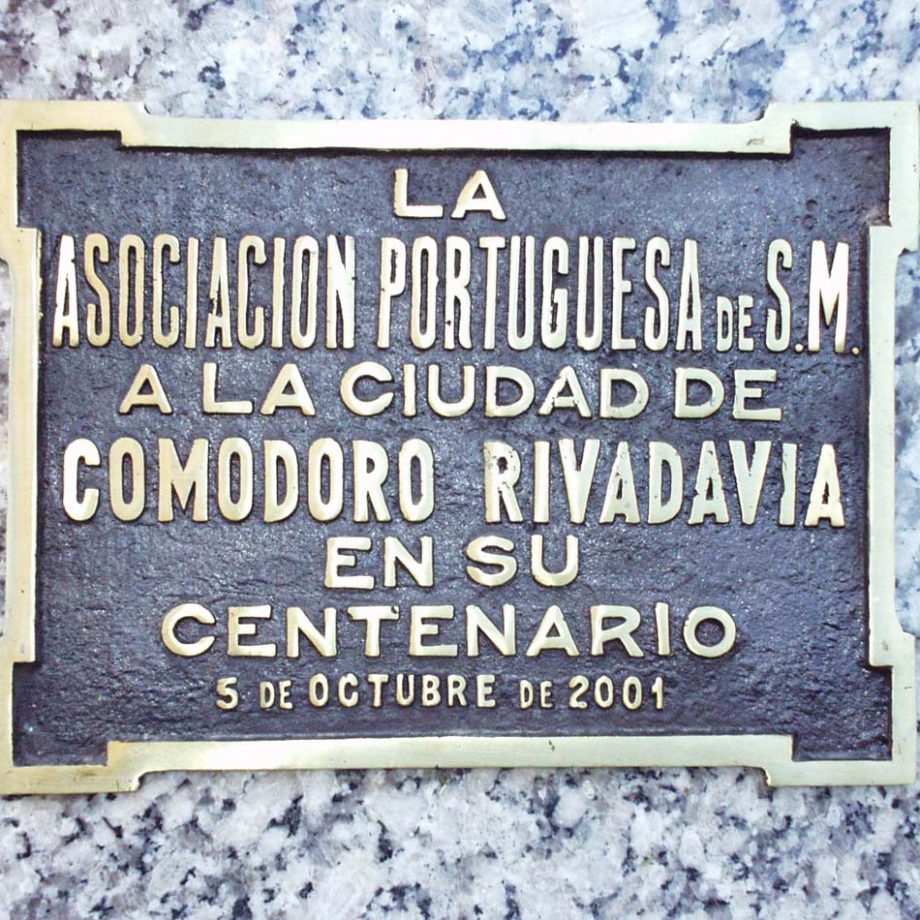 LA
ASOCIACION PORTUGUESA DE S.M.
A LA CIUDAD DE
COMODORO RIVADAVIA
EN SU
CENTENARIO
5 DE OCTUBRE DE 2001